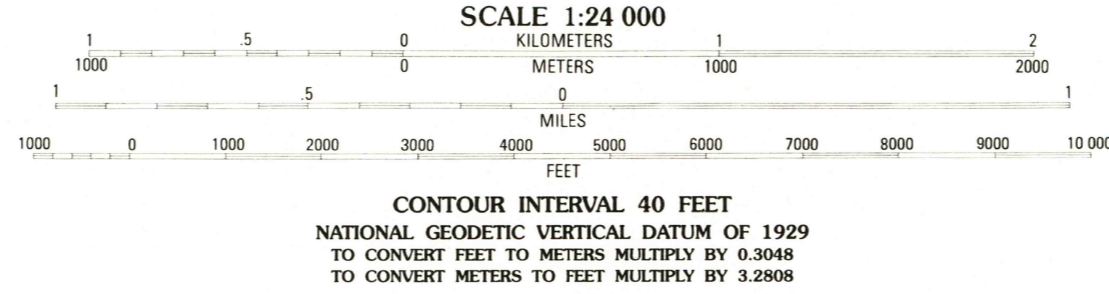 SCALE 1:24 000
1 .5 0 KILOMETERS 1 2
1000 0 METERS 1000 2000
1 .5 0 1
MILES
1000 0 1000 2000 3000 4000 5000 6000 7000 8000 9000 10 000
FEET
CONTOUR INTERVAL 40 FEET
NATIONAL GEODETIC VERTICAL DATUM OF 1929
TO CONVERT FEET TO METERS MULTIPLY BY 0.3048
TO CONVERT METERS TO FEET MULTIPLY BY 3.2808